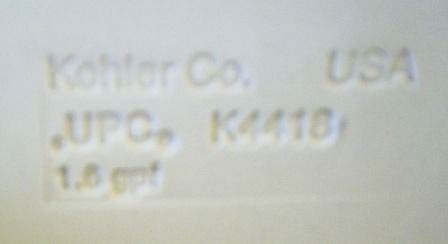 Kohler Co. USA
UPC K4418
1.6 gpf